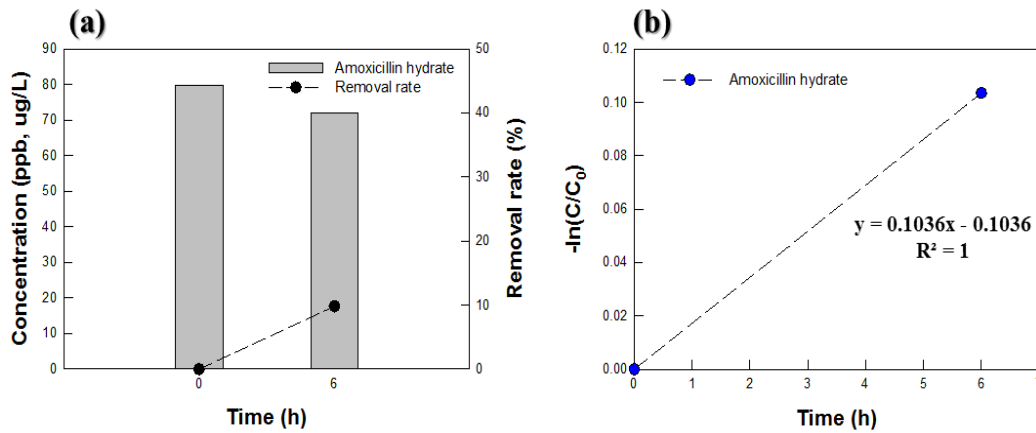 (a)
90
80
70
60
50
40
30
20
10
0
Concentration (ppb, ug/L)
Amoxicillin hydrate
Removal rate
50
40
30
20
10
0
Removal rate (%)
0 6
Time (h)
(b)
0.12
0.10
0.08
0.06
0.04
0.02
0.00
-ln(C/C₀)
Amoxicillin hydrate
y = 0.1036x - 0.1036
R² = 1
0 1 2 3 4 5 6 7
Time (h)